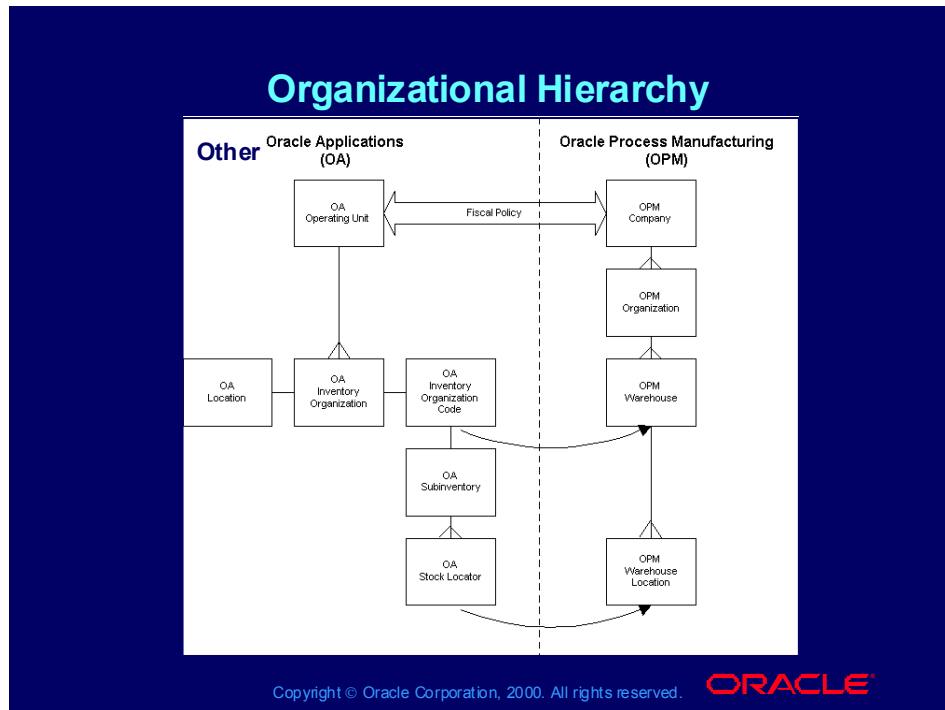 Organizational Hierarchy
Other
Oracle Applications
(OA)
Oracle Process Manufacturing
(OPM)
OA
Operating Unit
Fiscal Policy
OPM
Company
OPM
Organization
OA
Location
OA
Inventory
Organization
OA
Inventory
Organization
Code
OPM
Warehouse
OA
Subinventory
OA
Stock Locator
OPM
Warehouse
Location
Copyright © Oracle Corporation, 2000. All rights reserved.
ORACLE®